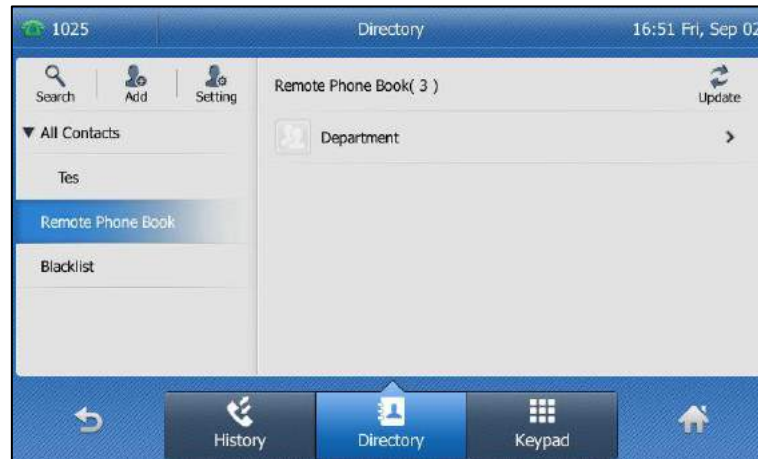 1025 Directory 16:51 Fri, Sep 02
Search Add Setting
Remote Phone Book( 3 ) Update
All Contacts
Department
Tes
Remote Phone Book
Blacklist
History Directory Keypad